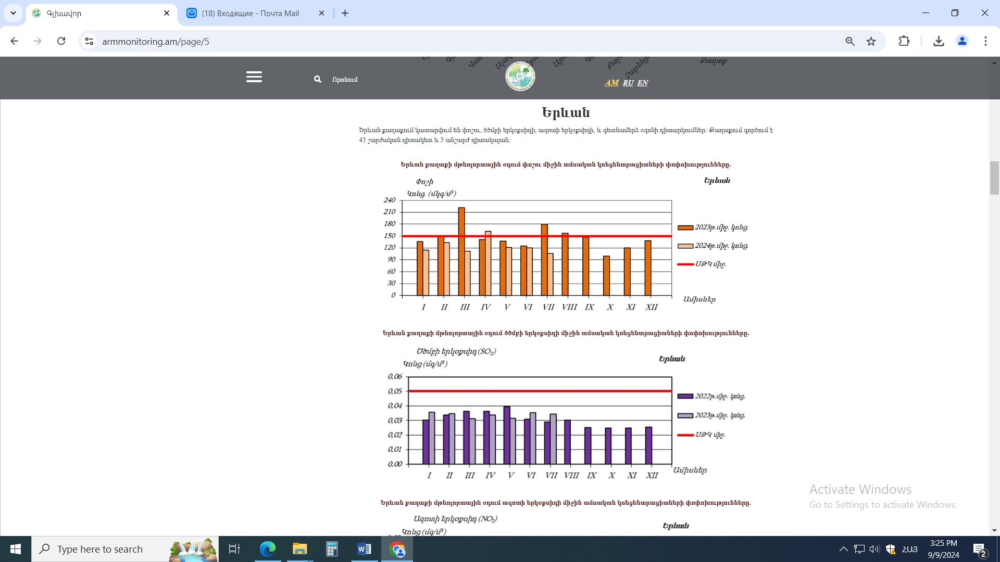 Գլխավոր
(18) Входящие - Почта Mail
armmonitoring.am/page/5
Քաղաք
Որոնում
AM RU EN
Երևան
Երևան քաղաքում կատարվում են փոշու, ծծմբի երկօքսիդի, ազոտի երկօքսիդի, և գետնամերձ օզոնի դիտարկումներ: Քաղաքում գործում է
45 շարժական դիտակետ և 5 անշարժ դիտակայան:
Երևան քաղաքի մթնոլորտային օդում փոշու միջին ամսական կոնցենտրացիաների փոփոխությունները.
Փոշի
Երևան
Կոնց. (մկգ/մ³)
240
210
180
150
120
90
60
30
0
2023թ.միջ. կոնց.
2024թ.միջ. կոնց.
ՍԹԿ միջ.
Ամիսներ
I II III IV V VI VII VIII IX X XI XII
Երևան քաղաքի մթնոլորտային օդում ծծմբի երկօքսիդի միջին ամսական կոնցենտրացիաների փոփոխությունները.
Ծծմբի երկօքսիդ (SO₂)
Երևան
Կոնց (մգ/մ³)
0,06
0,05
0,04
0,03
0,02
0,01
0,00
2022թ.միջ. կոնց.
2023թ.միջ. կոնց.
ՍԹԿ միջ.
Ամիսներ
I II III IV V VI VII VIII IX X XI XII
Երևան քաղաքի մթնոլորտային օդում ազոտի երկօքսիդի միջին ամսական կոնցենտրացիաների փոփոխությունները.
Ազոտի երկօքսիդ (NO₂)
Երևան
Կոնց (մգ/մ³)
Activate Windows
Go to Settings to activate Windows.
Type here to search
ՀԱՅ
3:25 PM
9/9/2024
2